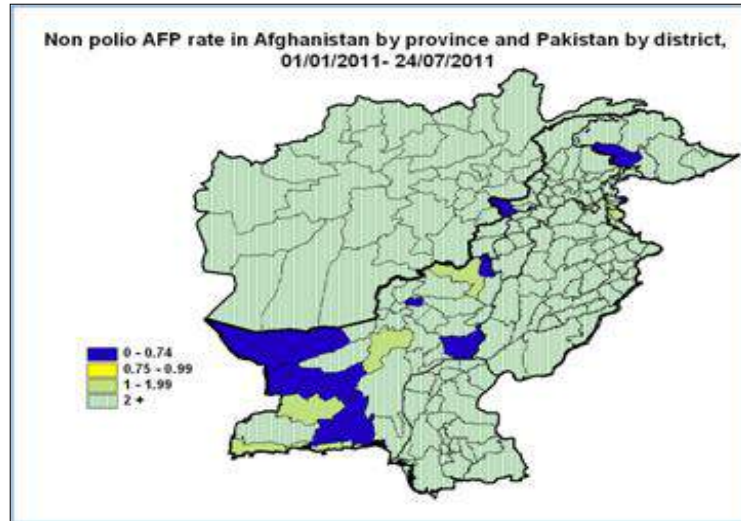 Non polio AFP rate in Afghanistan by province and Pakistan by district,
01/01/2011- 24/07/2011
0 - 0.74
0.75 - 0.99
1 - 1.99
2 +